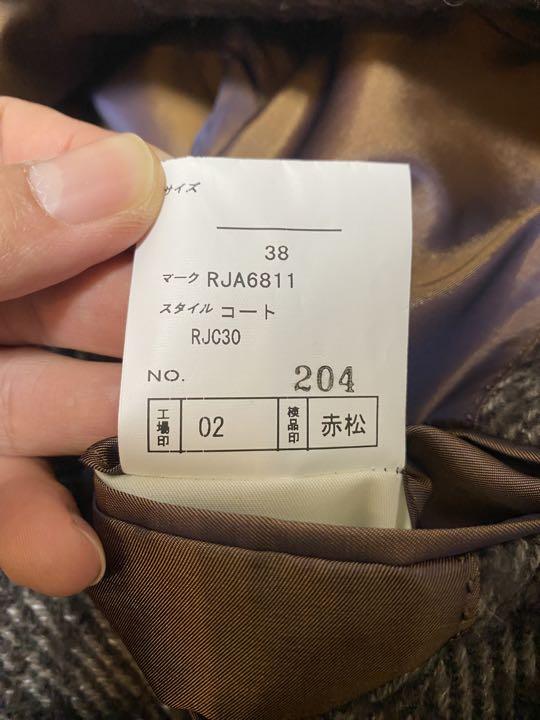 サイズ
38
マーク RJA6811
スタイル コート
RJC30
NO. 204
工場印 02 検品印 赤松